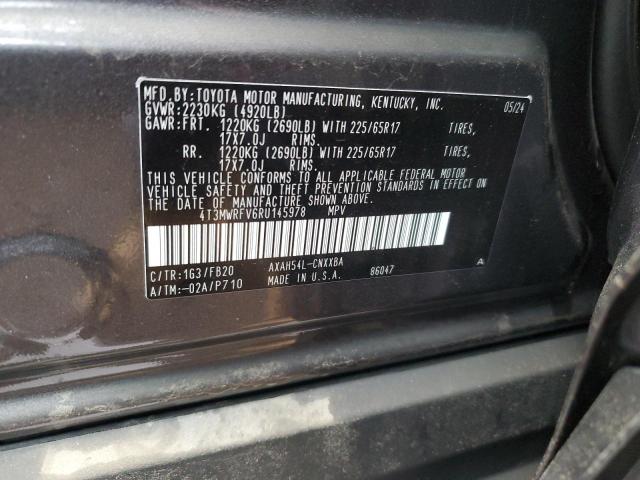 MFD.BY:TOYOTA MOTOR MANUFACTURING, KENTUCKY, INC. 05/24
GVWR:2230KG (4920LB)
GAWR:FRT. 1220KG (2690LB) WITH 225/65R17 TIRES,
17X7.0J RIMS.
RR. 1220KG (2690LB) WITH 225/65R17 TIRES,
17X7.0J RIMS.
THIS VEHICLE CONFORMS TO ALL APPLICABLE FEDERAL MOTOR
VEHICLE SAFETY AND THEFT PREVENTION STANDARDS IN EFFECT ON
THE DATE OF MANUFACTURE SHOWN ABOVE.
4T3MWRFV6RU145978 MPV
C/TR:1G3/FB20 AXAH54L-CNXXBA 86047 A
A/TM:-02A/P710 MADE IN U.S.A.